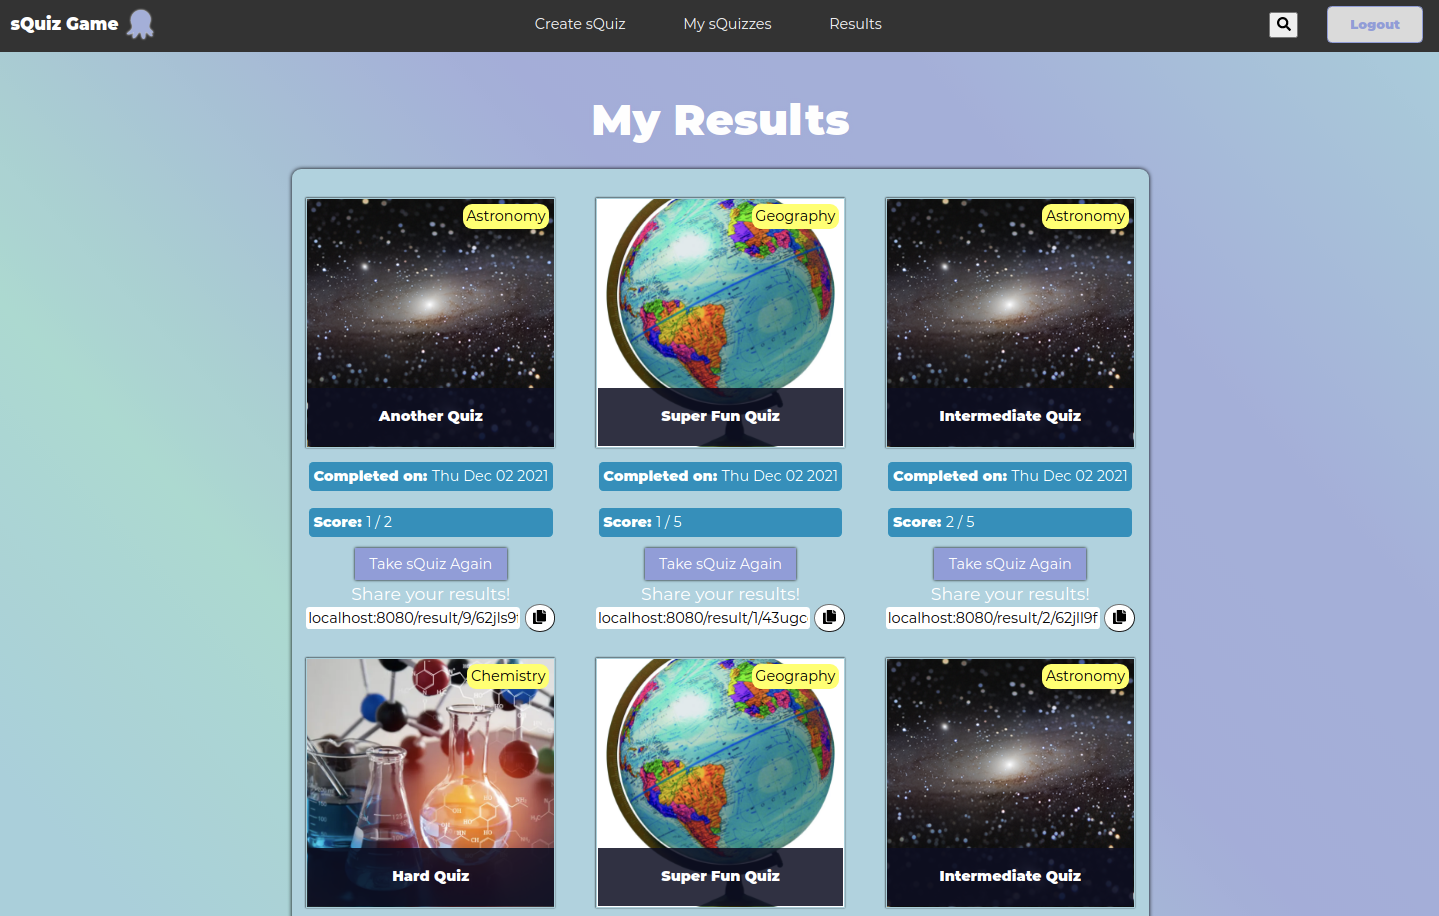 sQuiz Game
Create sQuiz
My sQuizzes
Results
Logout
My Results
Astronomy
Another Quiz
Completed on: Thu Dec 02 2021
Score: 1 / 2
Take sQuiz Again
Share your results!
localhost:8080/result/9/62jls9
Geography
Super Fun Quiz
Completed on: Thu Dec 02 2021
Score: 1 / 5
Take sQuiz Again
Share your results!
localhost:8080/result/1/43ugc
Astronomy
Intermediate Quiz
Completed on: Thu Dec 02 2021
Score: 2 / 5
Take sQuiz Again
Share your results!
localhost:8080/result/2/62jll9f
Chemistry
Hard Quiz
Geography
Super Fun Quiz
Astronomy
Intermediate Quiz